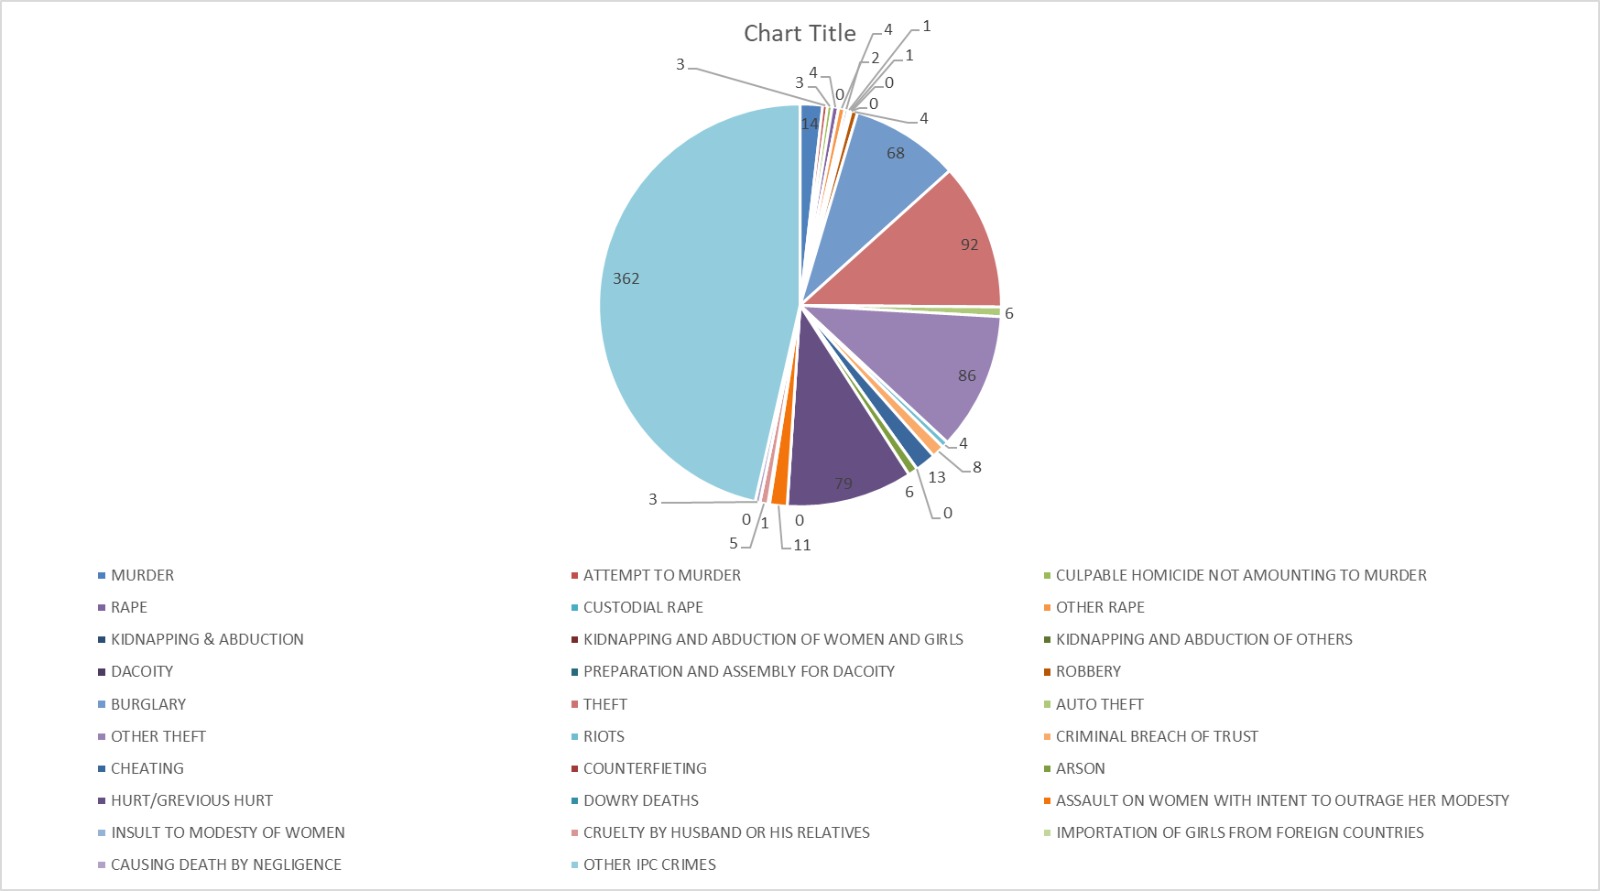 Chart Title
14
3
3
4
0
4
2
1
1
0
0
4
68
92
6
86
4
8
13
0
6
79
0
11
1
5
0
3
362
MURDER
ATTEMPT TO MURDER
CULPABLE HOMICIDE NOT AMOUNTING TO MURDER
RAPE
CUSTODIAL RAPE
OTHER RAPE
KIDNAPPING & ABDUCTION
KIDNAPPING AND ABDUCTION OF WOMEN AND GIRLS
KIDNAPPING AND ABDUCTION OF OTHERS
DACOITY
PREPARATION AND ASSEMBLY FOR DACOITY
ROBBERY
BURGLARY
THEFT
AUTO THEFT
OTHER THEFT
RIOTS
CRIMINAL BREACH OF TRUST
CHEATING
COUNTERFIETING
ARSON
HURT/GREVIOUS HURT
DOWRY DEATHS
ASSAULT ON WOMEN WITH INTENT TO OUTRAGE HER MODESTY
INSULT TO MODESTY OF WOMEN
CRUELTY BY HUSBAND OR HIS RELATIVES
IMPORTATION OF GIRLS FROM FOREIGN COUNTRIES
CAUSING DEATH BY NEGLIGENCE
OTHER IPC CRIMES